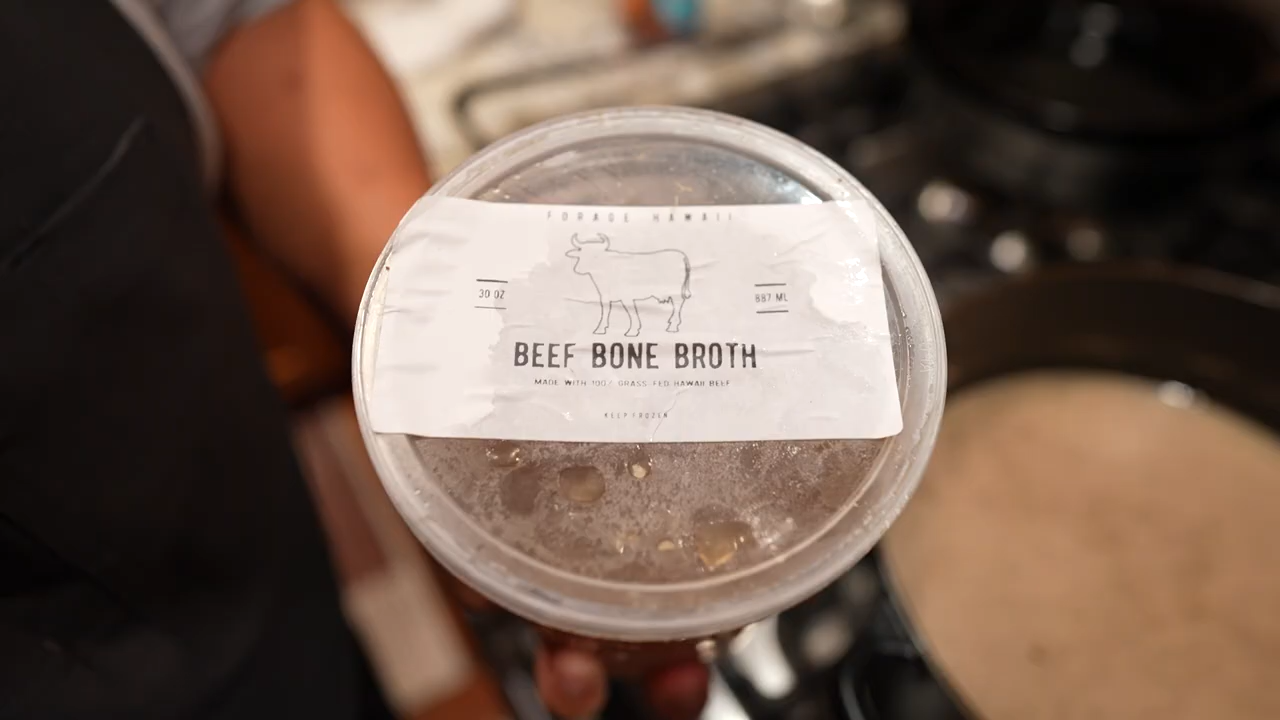 FORAGE HAWAII
30 OZ
887 ML
BEEF BONE BROTH
MADE WITH 100% GRASS FED HAWAII BEEF
KEEP FROZEN